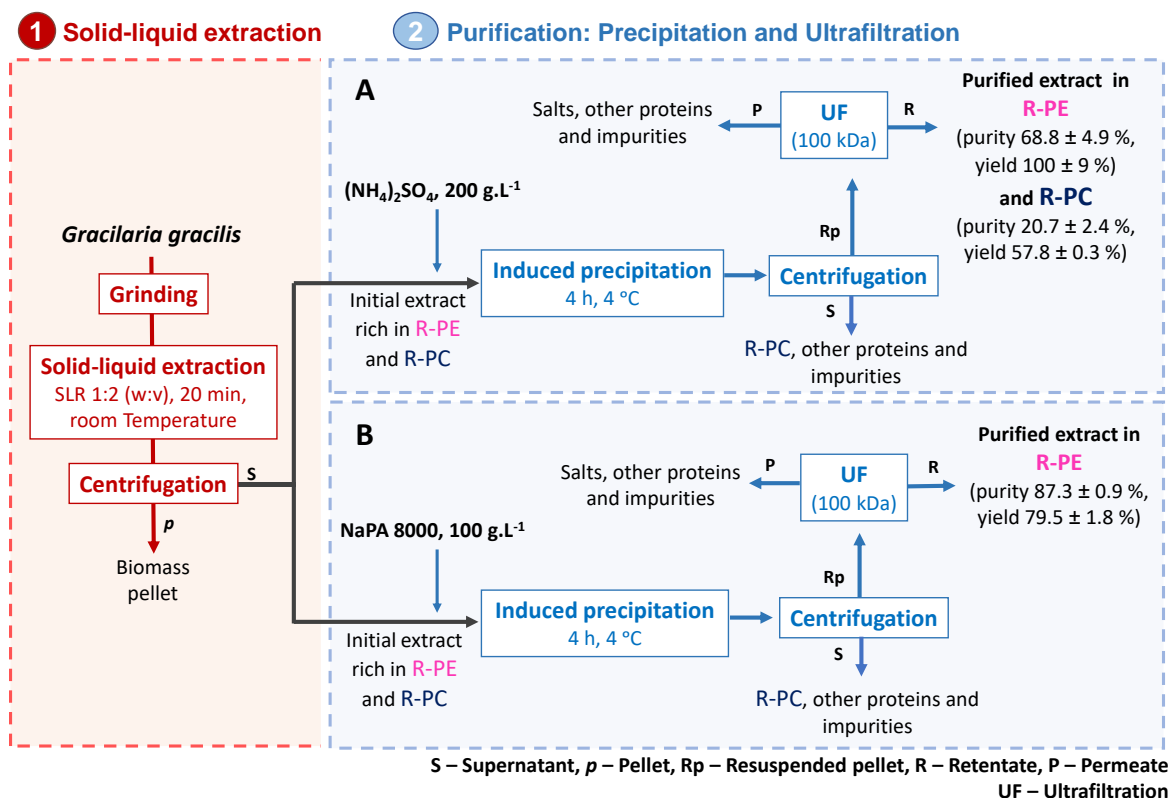 1 Solid-liquid extraction
2 Purification: Precipitation and Ultrafiltration
Gracilaria gracilis
Grinding
Solid-liquid extraction
SLR 1:2 (w:v), 20 min,
room Temperature
Centrifugation
S
p
Biomass
pellet
A
(NH₄)₂SO₄, 200 g.L⁻¹
Initial extract
rich in R-PE
and R-PC
Induced precipitation
4 h, 4 °C
Centrifugation
S
R-PC, other proteins and
impurities
Rp
UF
(100 kDa)
P
Salts, other proteins
and impurities
R
Purified extract in
R-PE
(purity 68.8 ± 4.9 %,
yield 100 ± 9 %)
and R-PC
(purity 20.7 ± 2.4 %,
yield 57.8 ± 0.3 %)
B
NaPA 8000, 100 g.L⁻¹
Initial extract
rich in R-PE
and R-PC
Induced precipitation
4 h, 4 °C
Centrifugation
S
R-PC, other proteins and
impurities
Rp
UF
(100 kDa)
P
Salts, other proteins
and impurities
R
Purified extract in
R-PE
(purity 87.3 ± 0.9 %,
yield 79.5 ± 1.8 %)
S – Supernatant, p – Pellet, Rp – Resuspended pellet, R – Retentate, P – Permeate
UF – Ultrafiltration